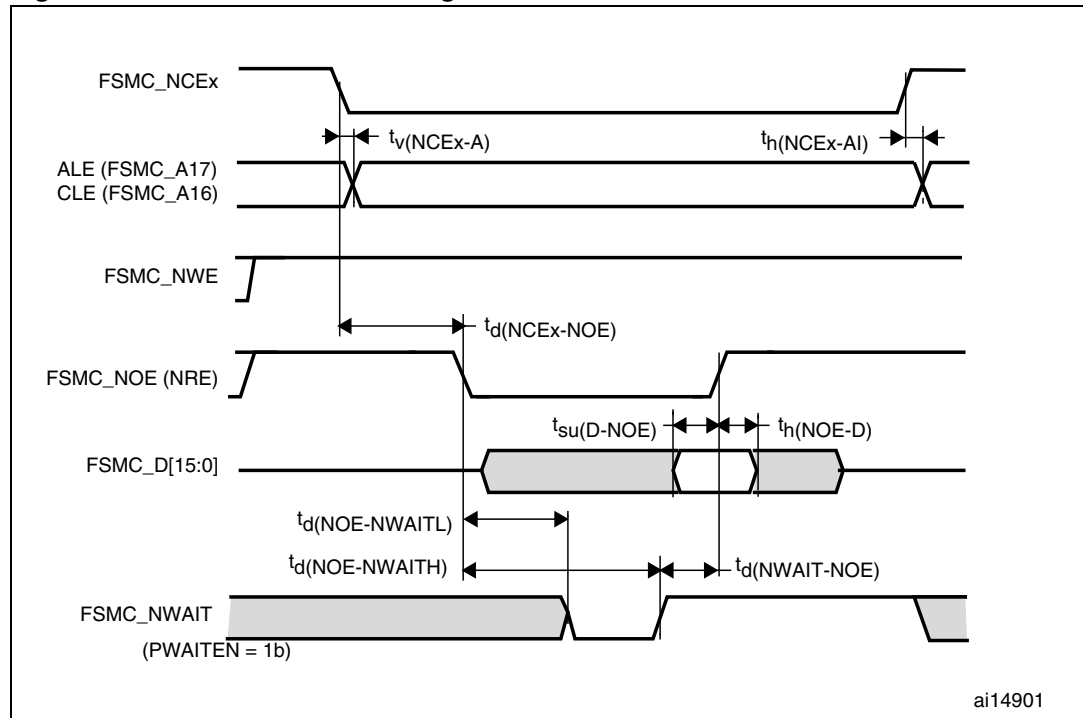 FSMC_NCEx
tv(NCEx-A)
th(NCEx-AI)
ALE (FSMC_A17)
CLE (FSMC_A16)
FSMC_NWE
td(NCEx-NOE)
FSMC_NOE (NRE)
tsu(D-NOE)
th(NOE-D)
FSMC_D[15:0]
td(NOE-NWAITL)
td(NOE-NWAITH)
td(NWAIT-NOE)
FSMC_NWAIT
(PWAITEN = 1b)
ai14901